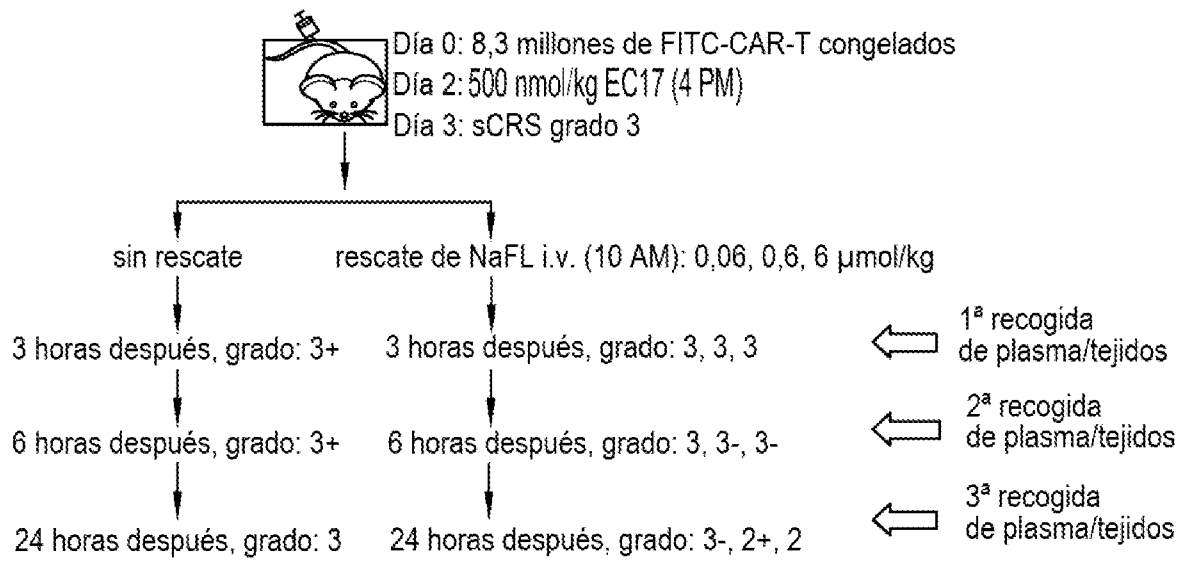 Día 0: 8,3 millones de FITC-CAR-T congelados
Día 2: 500 nmol/kg EC17 (4 PM)
Día 3: sCRS grado 3
sin rescate
rescate de NaFL i.v. (10 AM): 0,06, 0,6, 6 µmol/kg
3 horas después, grado: 3+
3 horas después, grado: 3, 3, 3
1ª recogida
de plasma/tejidos
6 horas después, grado: 3+
6 horas después, grado: 3, 3-, 3-
2ª recogida
de plasma/tejidos
24 horas después, grado: 3
24 horas después, grado: 3-, 2+, 2
3ª recogida
de plasma/tejidos